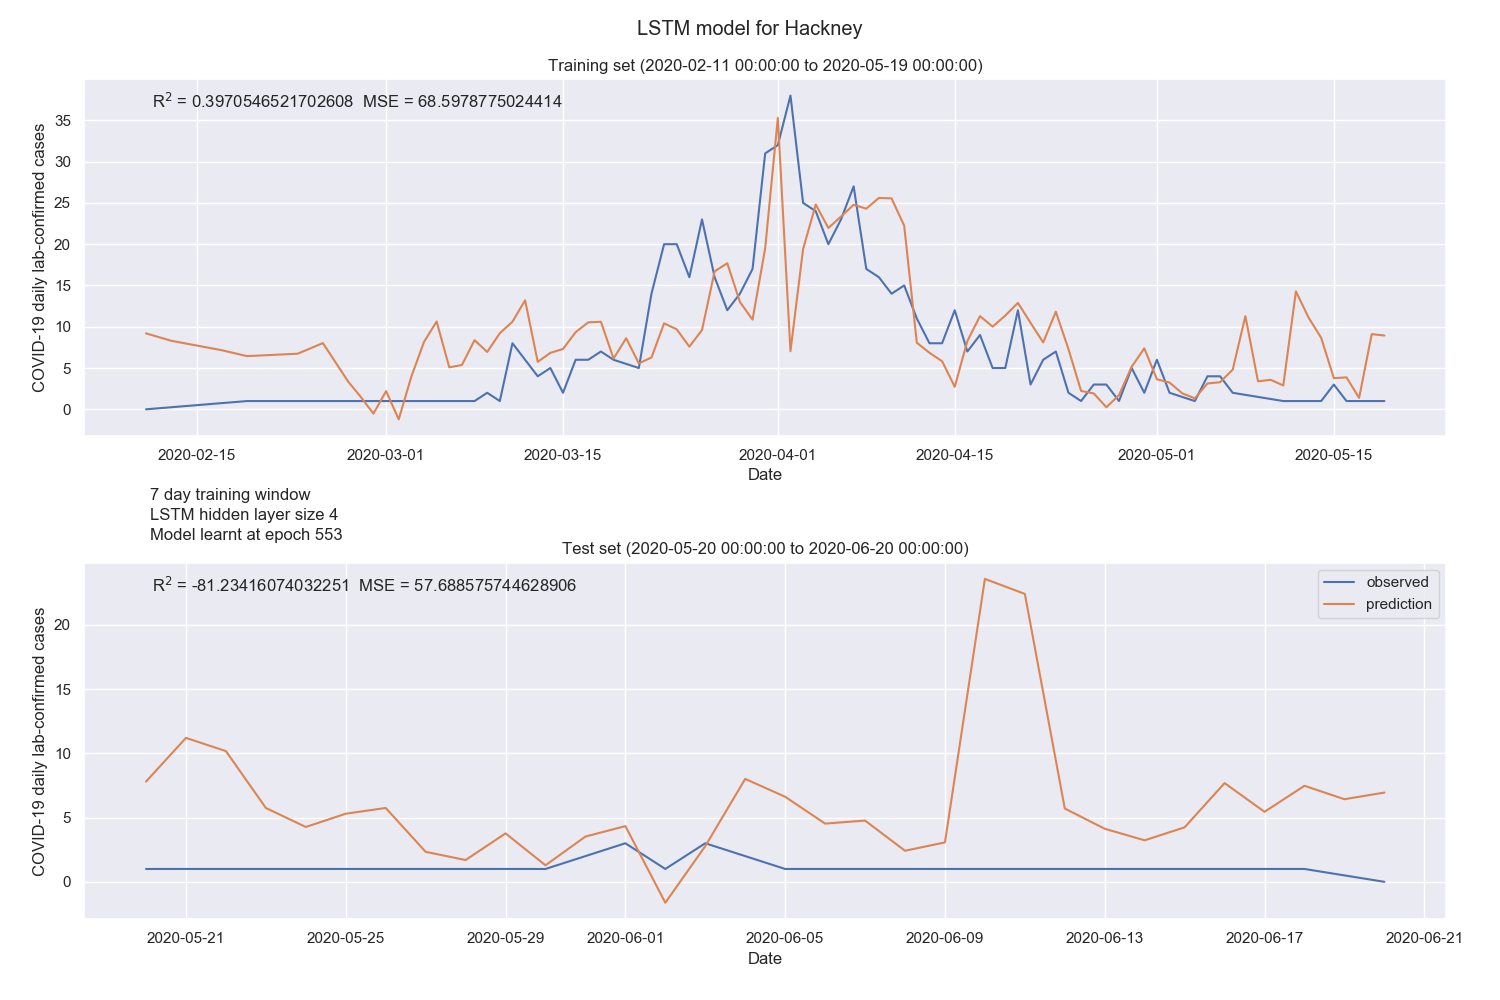 LSTM model for Hackney
Training set (2020-02-11 00:00:00 to 2020-05-19 00:00:00)
R² = 0.3970546521702608 MSE = 68.5978775024414
COVID-19 daily lab-confirmed cases
35
30
25
20
15
10
5
0
2020-02-15 2020-03-01 2020-03-15 2020-04-01 2020-04-15 2020-05-01 2020-05-15
Date
7 day training window
LSTM hidden layer size 4
Model learnt at epoch 553
Test set (2020-05-20 00:00:00 to 2020-06-20 00:00:00)
R² = -81.23416074032251 MSE = 57.688575744628906
observed
prediction
COVID-19 daily lab-confirmed cases
20
15
10
5
0
2020-05-21 2020-05-25 2020-05-29 2020-06-01 2020-06-05 2020-06-09 2020-06-13 2020-06-17 2020-06-21
Date